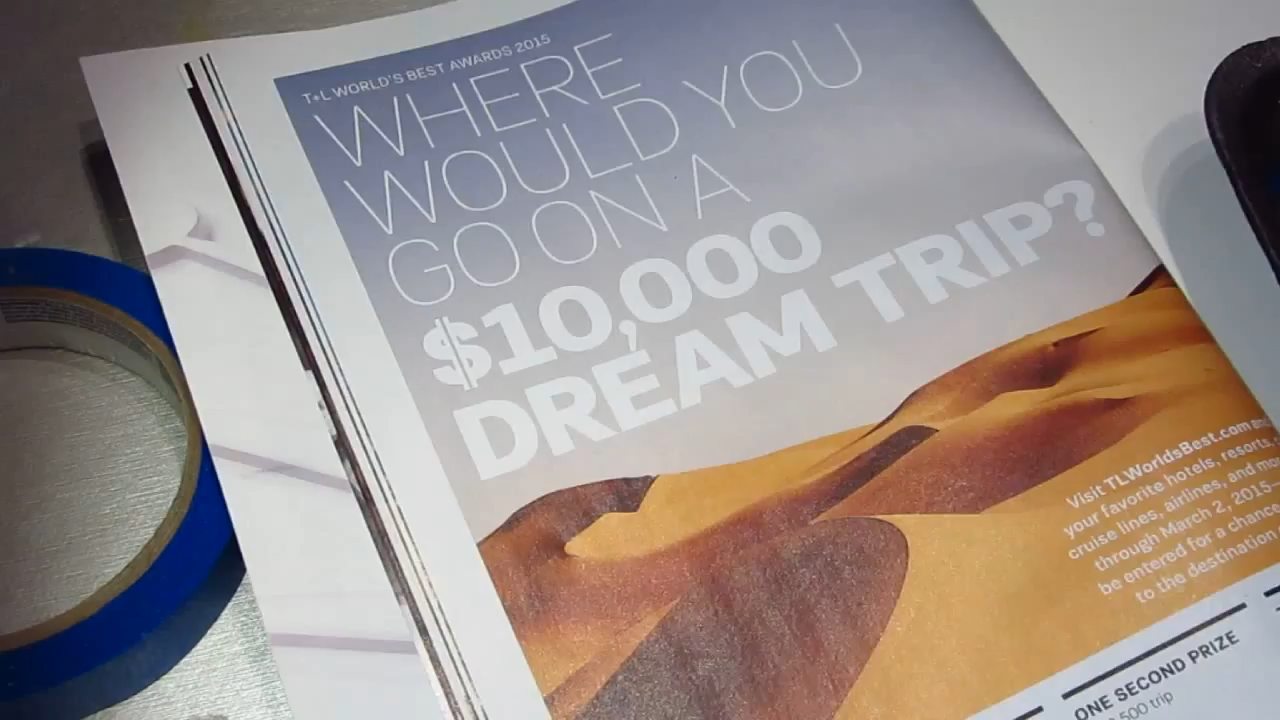 T+L WORLD'S BEST AWARDS 2015
WHERE
WOULD YOU
GO ON A
$10,000
DREAM TRIP?
Visit TLWorldsBest.com
your favorite hotels, resorts,
cruise lines, airlines, and
through March 2, 2015—
be entered for a chance
to the destination
ONE SECOND PRIZE
500 trip